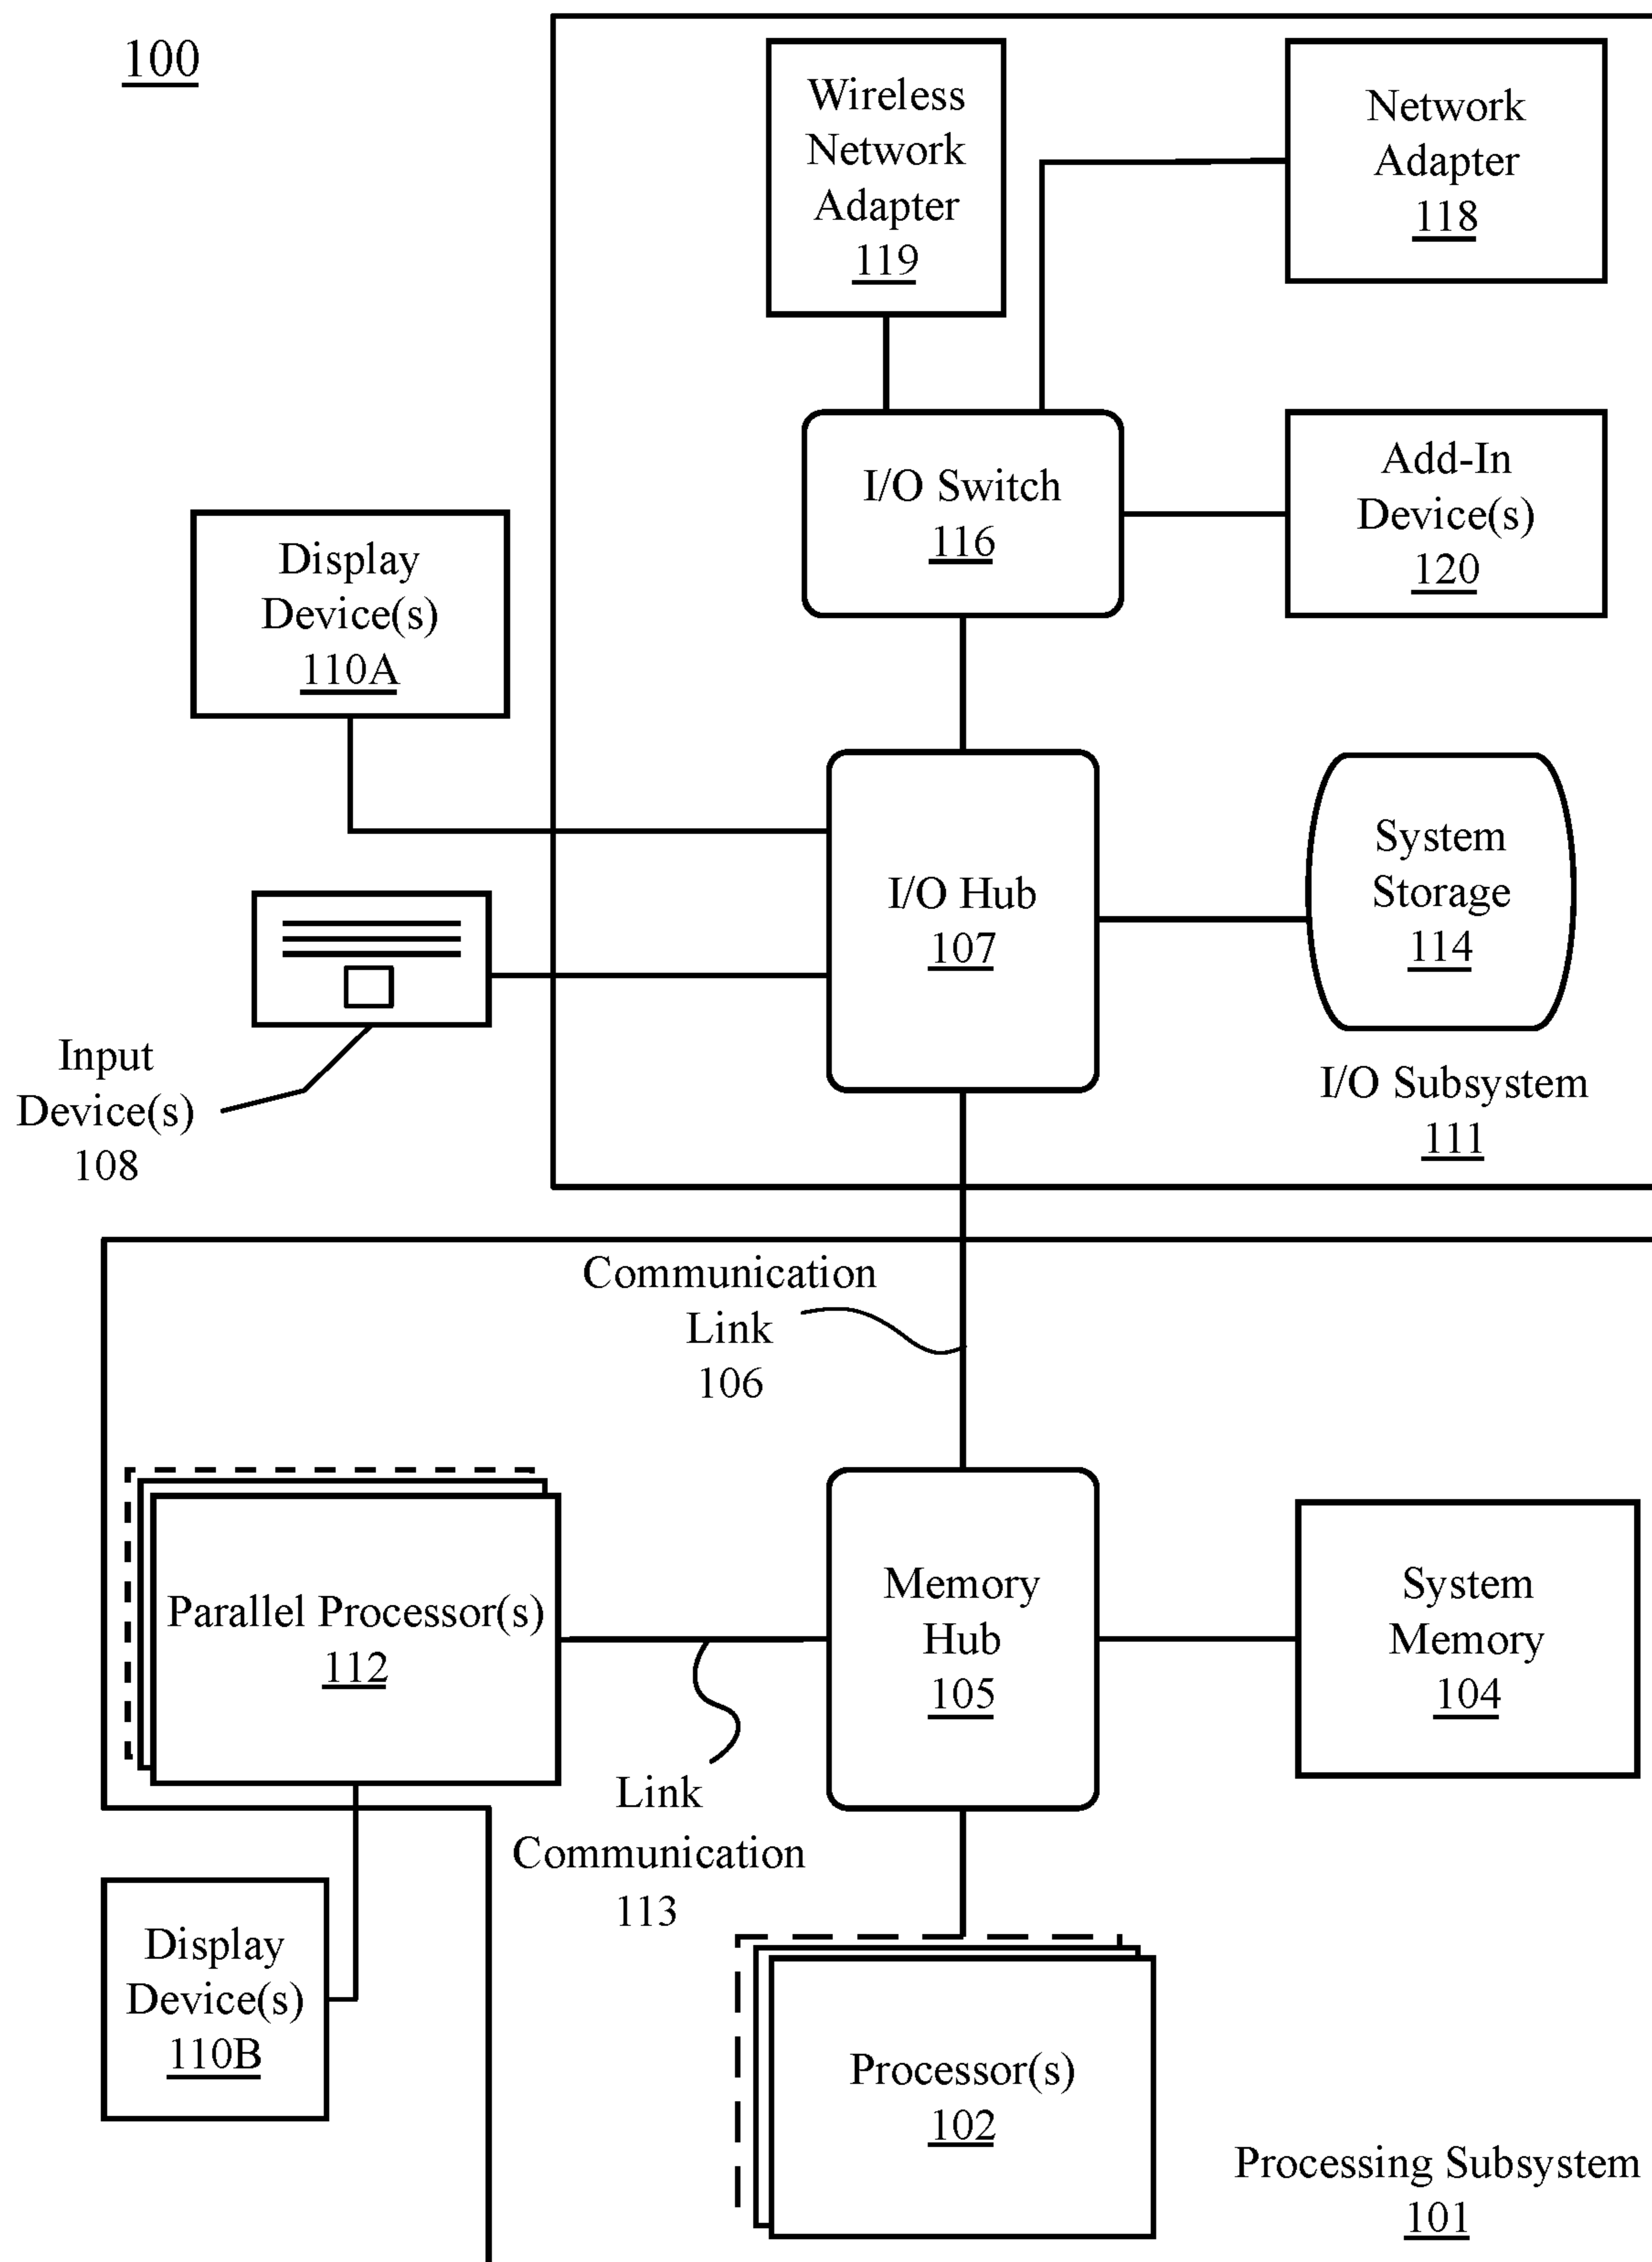 100
Wireless
Network
Adapter
119
Network
Adapter
118
I/O Switch
116
Add-In
Device(s)
120
Display
Device(s)
110A
I/O Hub
107
System
Storage
114
Input
Device(s)
108
I/O Subsystem
111
Communication
Link
106
Parallel Processor(s)
112
Memory
Hub
105
System
Memory
104
Link
Communication
113
Display
Device(s)
110B
Processor(s)
102
Processing Subsystem
101